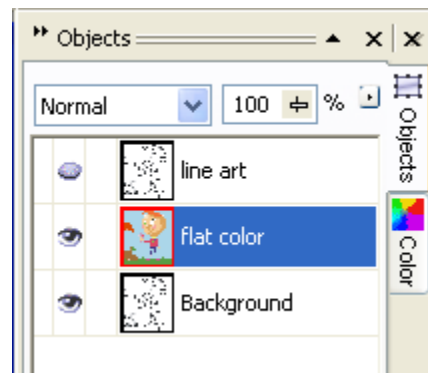 Objects
Normal
100
%
line art
flat color
Background
Objects
Color